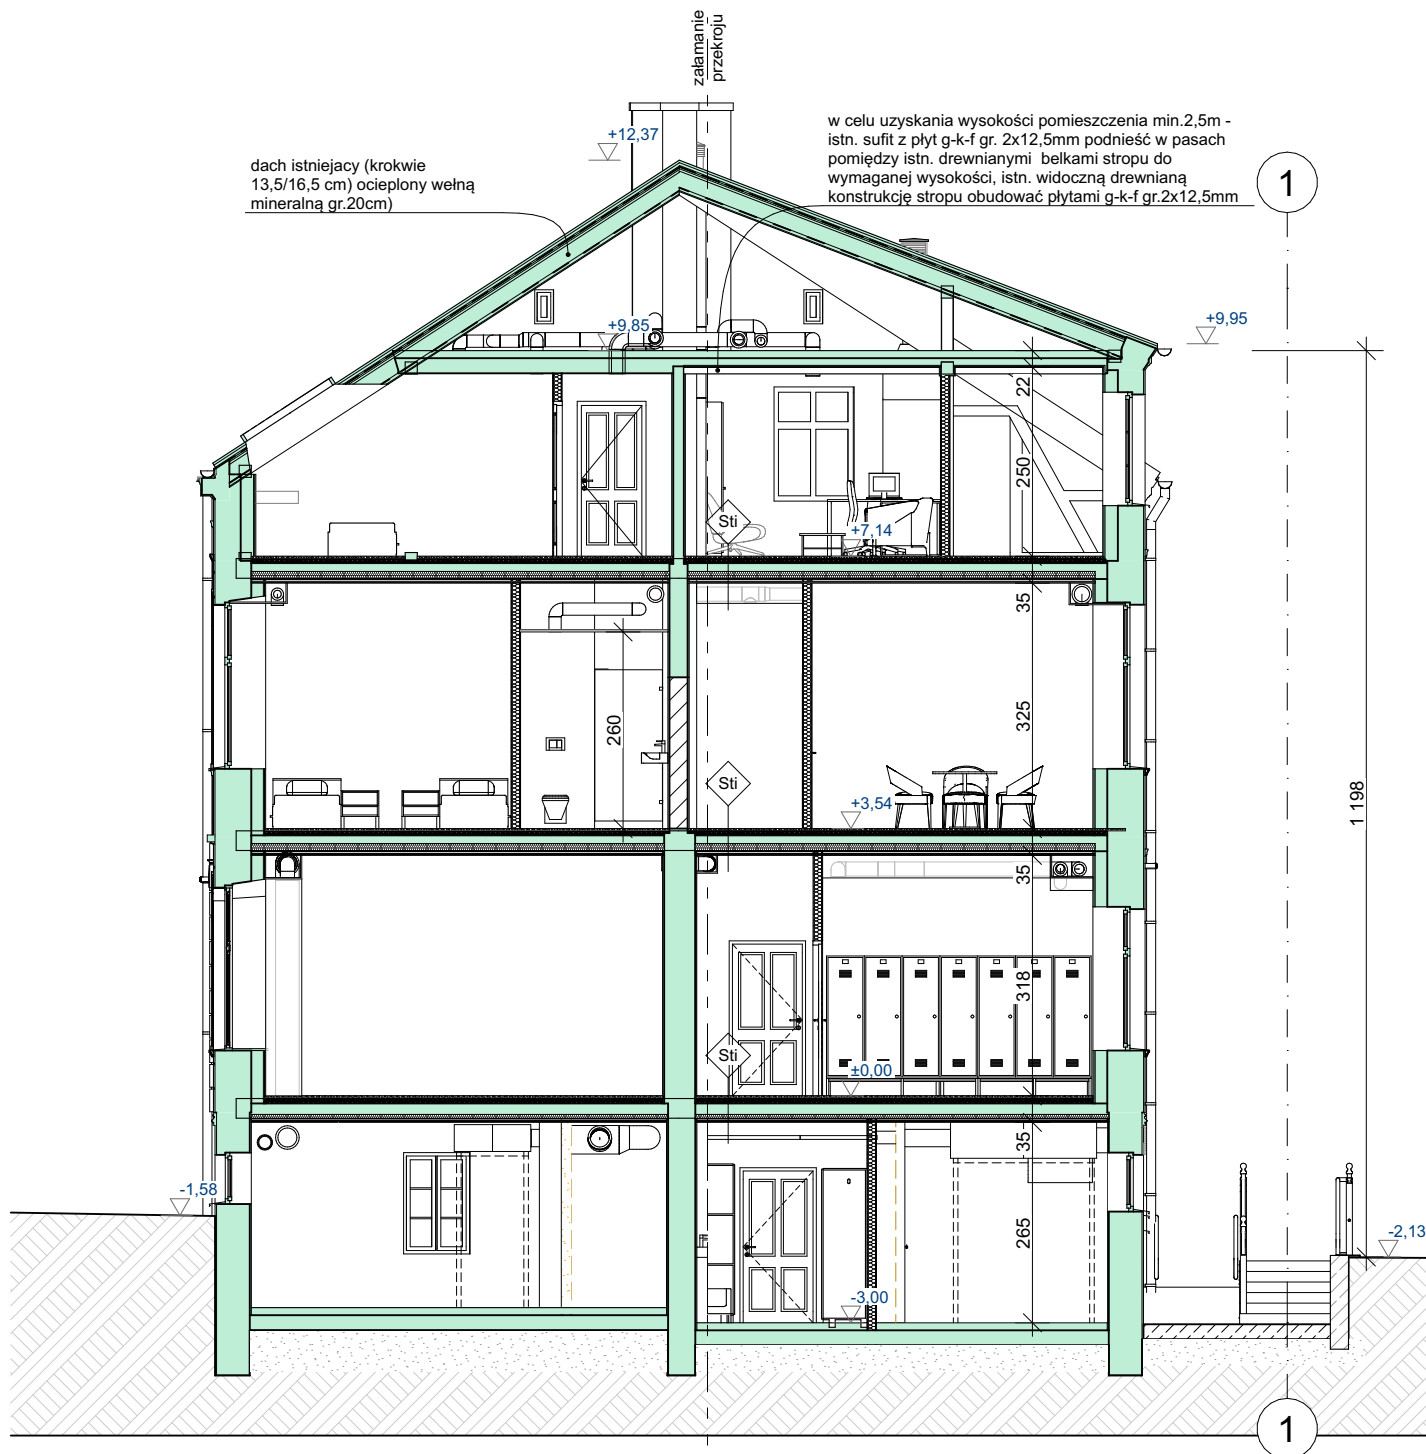 załamanie
przekroju
w celu uzyskania wysokości pomieszczenia min.2,5m -
istn. sufit z płyt g-k-f gr. 2x12,5mm podnieść w pasach
pomiędzy istn. drewnianymi belkami stropu do
wymaganej wysokości, istn. widoczną drewnianą
konstrukcję stropu obudować płytami g-k-f gr.2x12,5mm
+12,37
dach istniejacy (krokwie
13,5/16,5 cm) ocieplony wełną
mineralną gr.20cm)
1
+9,85
+9,95
22
250
Sti
+7,14
35
260
325
Sti
+3,54
1 198
35
318
Sti
±0,00
35
-1,58
265
-2,13
-3,00
1